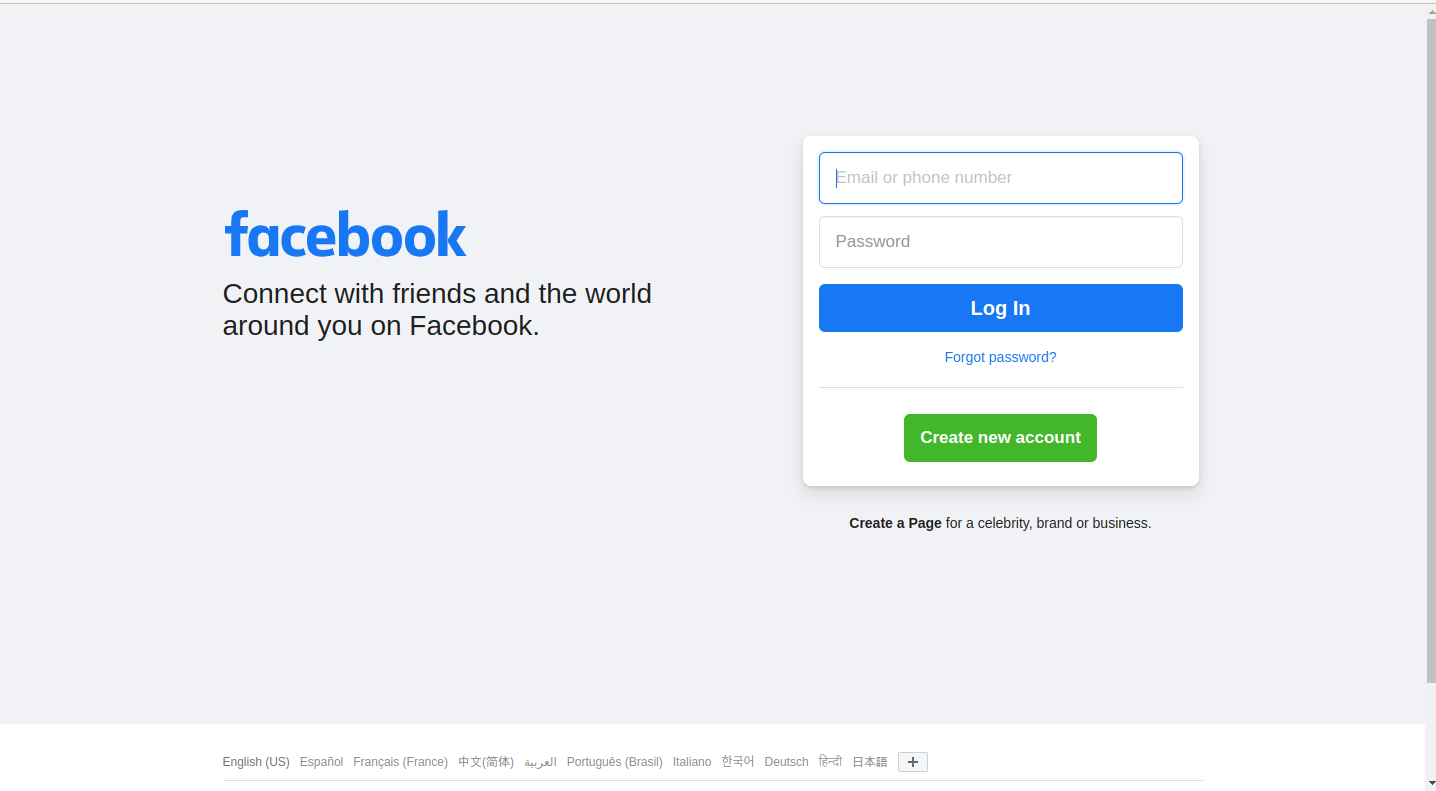 facebook
Connect with friends and the world
around you on Facebook.
Email or phone number
Password
Log In
Forgot password?
Create new account
Create a Page for a celebrity, brand or business.
English (US) Español Français (France) 中文(简体) العربية Português (Brasil) Italiano 한국어 Deutsch हिन्दी 日本語